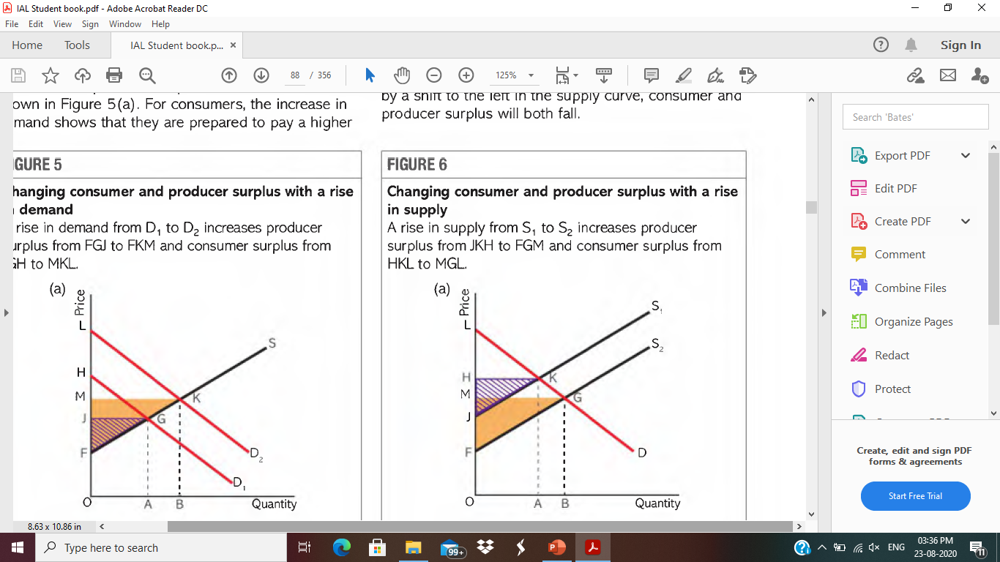 IAL Student book.pdf - Adobe Acrobat Reader DC
File Edit View Sign Window Help
Home Tools IAL Student book.p... ×
? Sign In
88 / 356 125%
own in Figure 5(a). For consumers, the increase in
mand shows that they are prepared to pay a higher
by a shift to the left in the supply curve, consumer and
producer surplus will both fall.
IGURE 5
hanging consumer and producer surplus with a rise
demand
rise in demand from D₁ to D₂ increases producer
urplus from FGJ to FKM and consumer surplus from
GH to MKL.
(a)
Price
L
H
M
J
F
O
S
K
G
D₂
D₁
A
B
Quantity
FIGURE 6
Changing consumer and producer surplus with a rise
in supply
A rise in supply from S₁ to S₂ increases producer
surplus from JKH to FGM and consumer surplus from
HKL to MGL.
(a)
Price
L
H
M
J
F
O
S₁
S₂
K
G
D
A
B
Quantity
8.63 x 10.86 in
Search 'Bates'
Export PDF
Edit PDF
Create PDF
Comment
Combine Files
Organize Pages
Redact
Protect
Create, edit and sign PDF
forms & agreements
Start Free Trial
Type here to search
99+
ENG
03:36 PM
23-08-2020
11